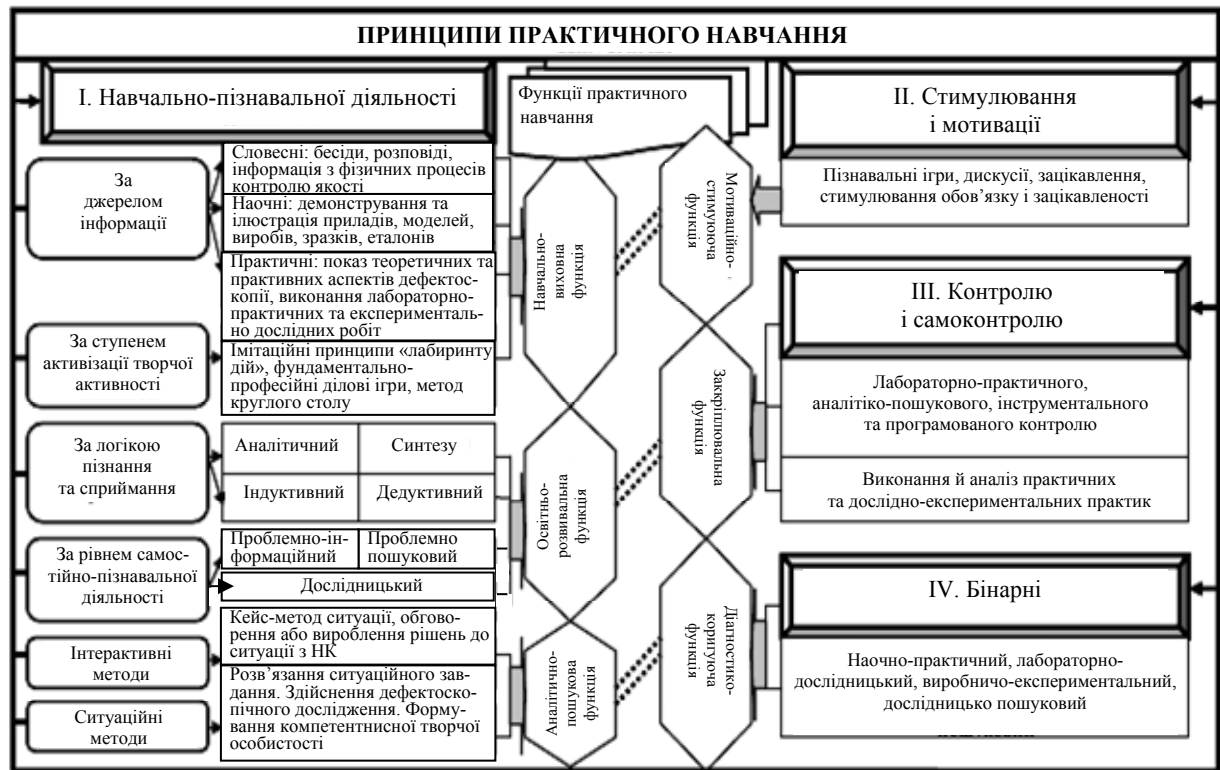 ПРИНЦИПИ ПРАКТИЧНОГО НАВЧАННЯ
I. Навчально-пізнавальної діяльності
За
джерелом
інформації
Словесні: бесіди, розповіді,
інформація з фізичних процесів
контролю якості
Наочні: демонстрування та
ілюстрація приладів, моделей,
виробів, зразків, еталонів
Практичні: показ теоретичних та
практивних аспектів дефектос-
копії, виконання лабораторно-
практичних та експериментально-
но дослідних робіт
За ступенем
активізації творчої
активності
Імітаційні принципи «лабиринту
дій», фундаментально-
професійні ділові ігри, метод
круглого столу
За логікою
пізнання
та сприймання
Аналітичний
Синтезу
Індуктивний
Дедуктивний
За рівнем самос-
тійно-пізнавальної
діяльності
Проблемно-ін-
формаційний
Проблемно
пошуковий
Дослідницький
Інтерактивні
методи
Кейс-метод ситуації, обгово-
рення або вироблення рішень до
ситуації з НК
Ситуаційні
методи
Розв’язання ситуаційного зав-
дання. Здійснення дефектоско-
пічного дослідження. Форму-
вання компетентнисної творчої
особистості
Функції практичного
навчання
Навчально-
виховна
функція
Освітньо-
розвивальна
функція
Аналітично-
пошукова
функція
Мотиваційно-
стимулююча
функція
Закріплювальна
функція
Діагностико-
коригуюча
функція
II. Стимулювання
і мотивації
Пізнавальні ігри, дискусії, зацікавлення,
стимулювання обов’язку і зацікавленості
III. Контролю
і самоконтролю
Лабораторно-практичного,
аналітіко-пошукового, інструментального
та програмованого контролю
Виконання й аналіз практичних
та дослідно-експериментальних практик
IV. Бінарні
Наочно-практичний, лабораторно-
дослідницький, виробничо-експериментальний,
дослідницько пошуковий